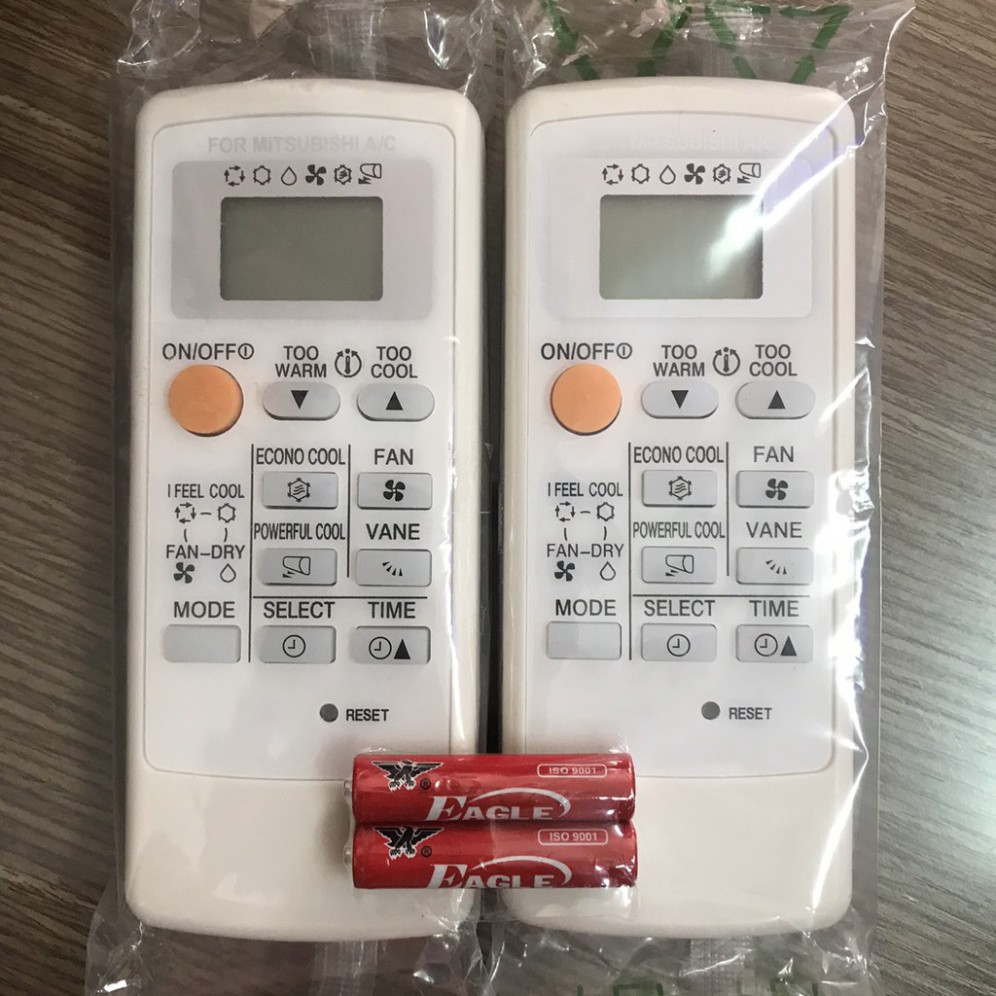 FOR MITSUBISHI A/C
ON/OFF
TOO WARM
TOO COOL
ECONO COOL
FAN
I FEEL COOL
POWERFUL COOL
VANE
FAN-DRY
MODE
SELECT
TIME
RESET
FOR MITSUBISHI A/C
ON/OFF
TOO WARM
TOO COOL
ECONO COOL
FAN
I FEEL COOL
POWERFUL COOL
VANE
FAN-DRY
MODE
SELECT
TIME
RESET
ISO 9001
EAGLE
ISO 9001
EAGLE